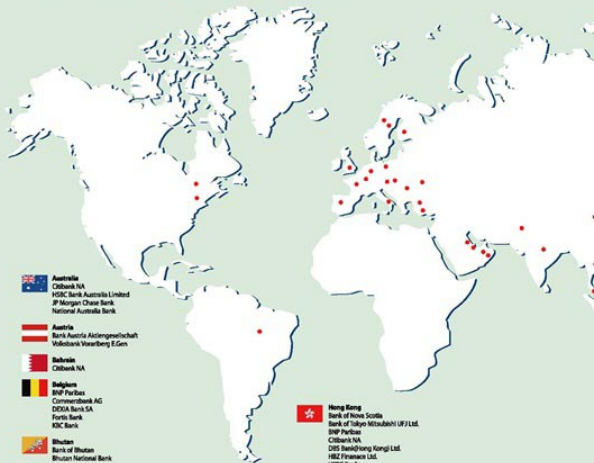 Australia
Citibank NA
HSBC Bank Australia Limited
JP Morgan Chase Bank
National Australia Bank
Austria
Bank Austria Aktiengesellschaft
Volksbank Vorarlberg E.Gen
Bahrain
Citibank NA
Belgium
BNP Paribas
Commerzbank AG
DEXIA Bank SA
Fortis Bank
KBC Bank
Bhutan
Bank of Bhutan
Bhutan National Bank
Hong Kong
Bank of Nova Scotia
Bank of Tokyo Mitsubishi UFJ Ltd.
BNP Paribas
Citibank NA
DBS Bank(Hong Kong) Ltd.
HBZ Finanace Ltd.